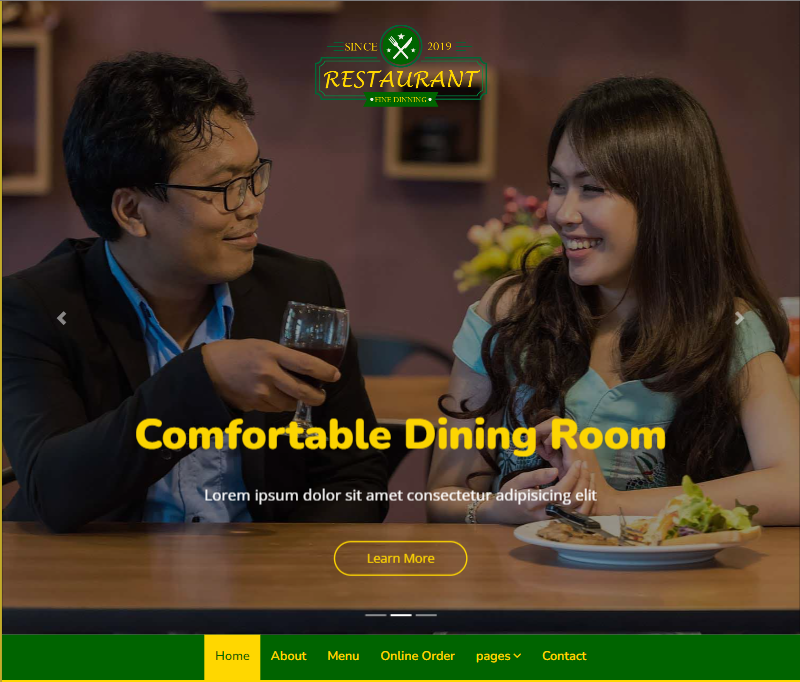 SINCE 2019
RESTAURANT
FINE DINNING
Comfortable Dining Room
Lorem ipsum dolor sit amet consectetur adipisicing elit
Learn More
Home About Menu Online Order pages Contact